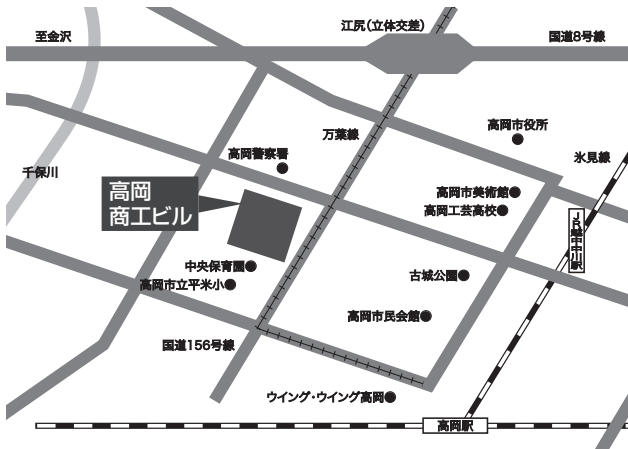 江尻(立体交差)
至金沢
国道8号線
高岡市役所
万葉線
高岡警察署
氷見線
千保川
高岡
商工ビル
高岡市美術館
高岡工芸高校
JR越中中川駅
中央保育園
高岡市立平米小
古城公園
高岡市民会館
国道156号線
ウイング・ウイング高岡
高岡駅